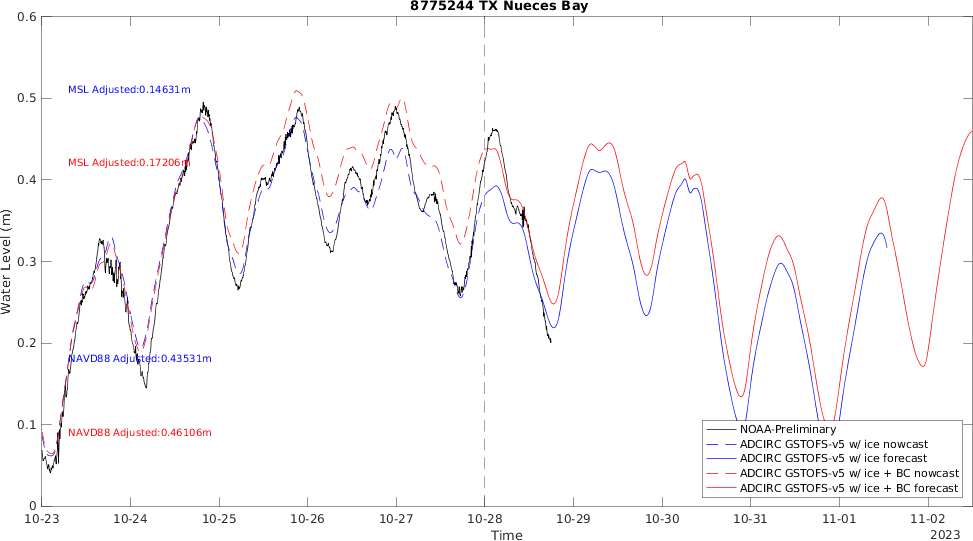 8775244 TX Nueces Bay
0.6
0.5
0.4
0.3
0.2
0.1
0
Water Level (m)
MSL Adjusted:0.14631m
MSL Adjusted:0.17206m
NAVD88 Adjusted:0.43531m
NAVD88 Adjusted:0.46106m
NOAA-Preliminary
ADCIRC GSTOFS-v5 w/ ice nowcast
ADCIRC GSTOFS-v5 w/ ice forecast
ADCIRC GSTOFS-v5 w/ ice + BC nowcast
ADCIRC GSTOFS-v5 w/ ice + BC forecast
10-23 10-24 10-25 10-26 10-27 10-28 10-29 10-30 10-31 11-01 11-02
Time
2023